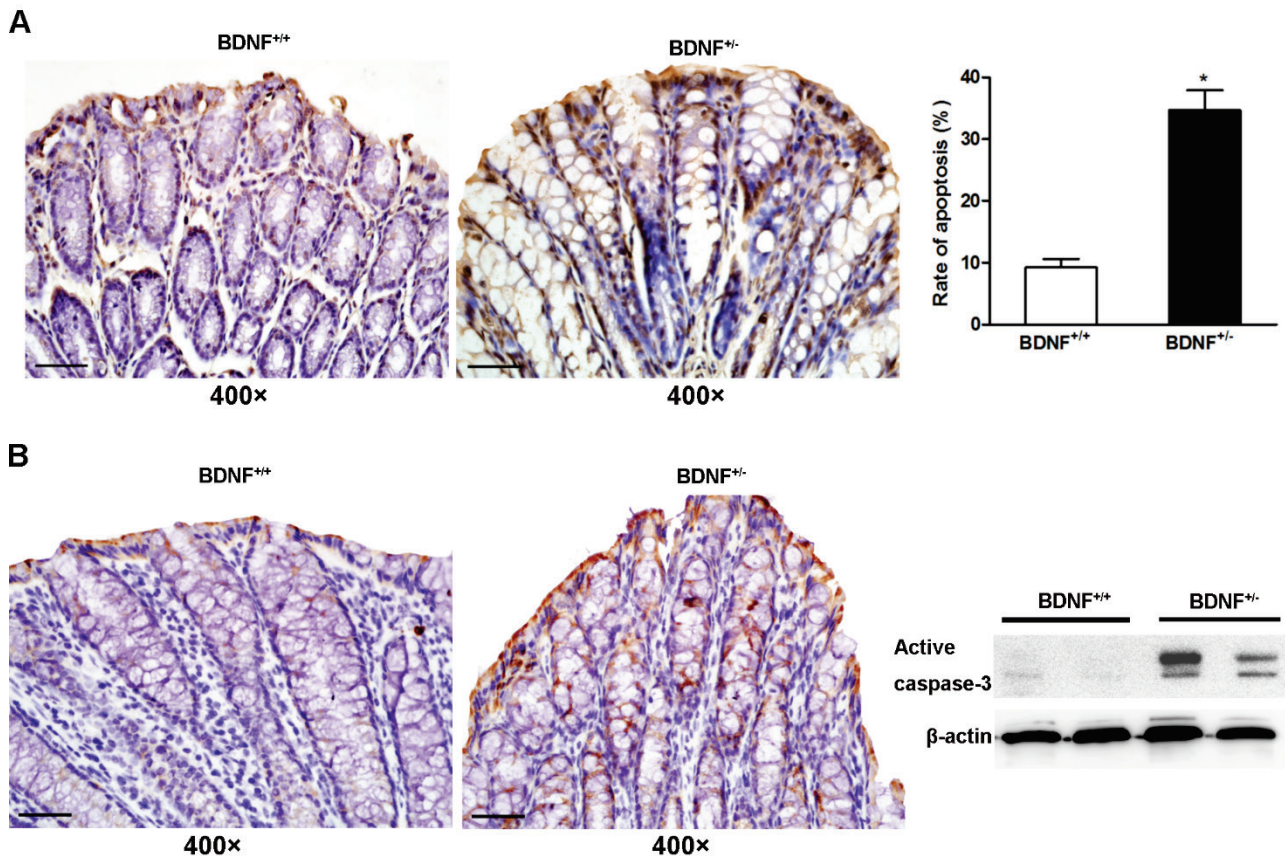 A
BDNF+/+
BDNF+/-
400×
400×
Rate of apoptosis (%)
40
*
30
20
10
0
BDNF+/+
BDNF+/-
B
BDNF+/+
BDNF+/-
400×
400×
BDNF+/+
BDNF+/-
Active
caspase-3
β-actin